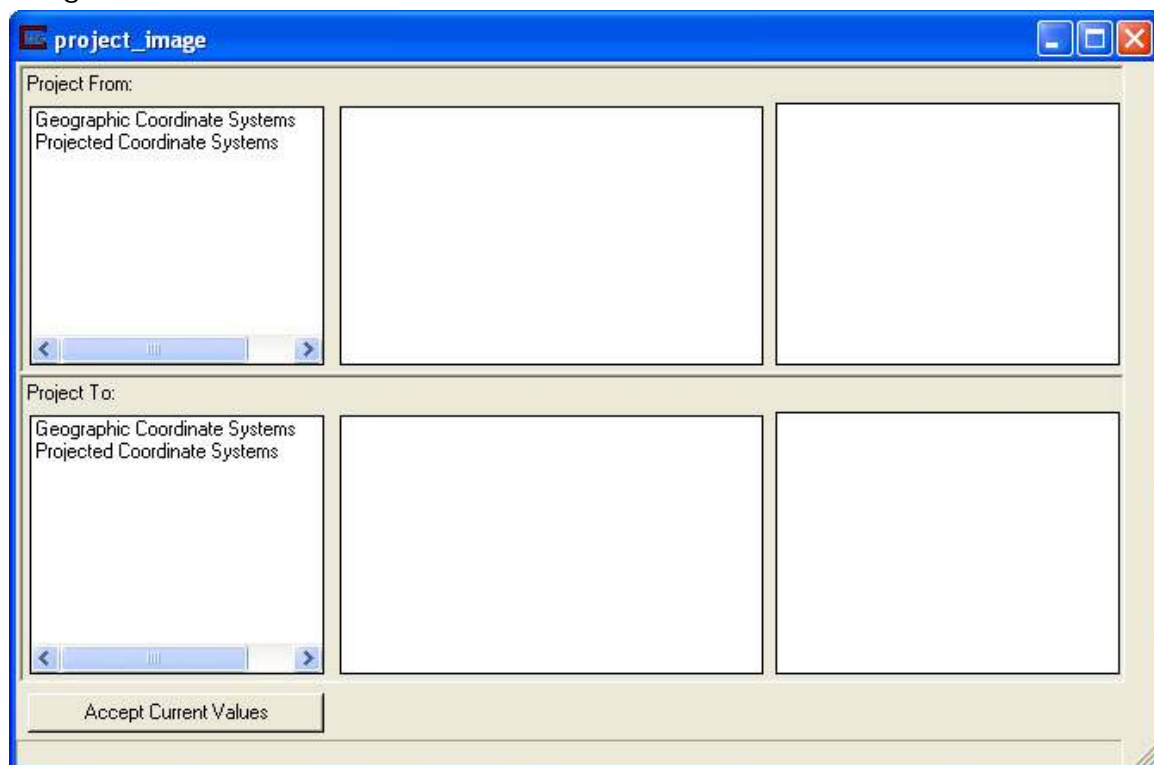 project_image
Project From:
Geographic Coordinate Systems
Projected Coordinate Systems
Project To:
Geographic Coordinate Systems
Projected Coordinate Systems
Accept Current Values